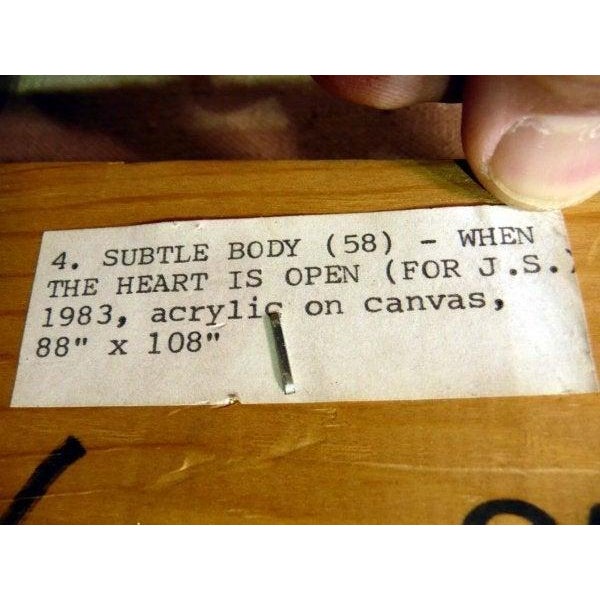 4. SUBTLE BODY (58) - WHEN
THE HEART IS OPEN (FOR J.S.)
1983, acrylic on canvas,
88" x 108"